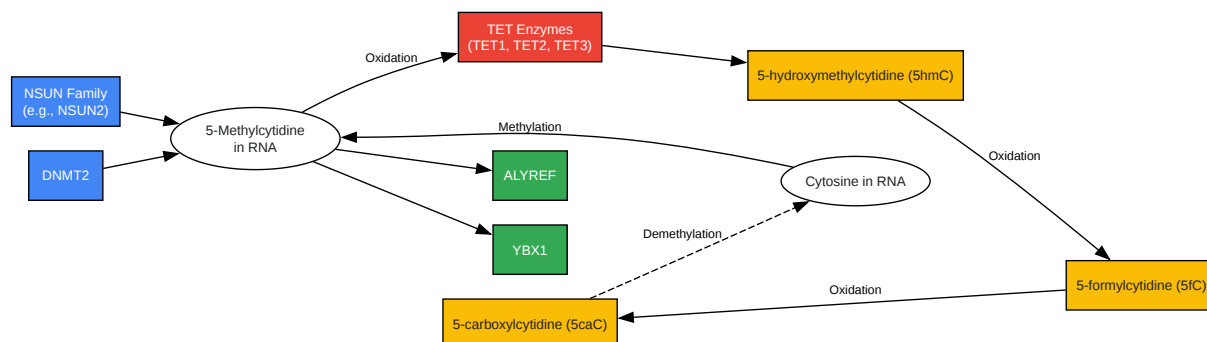 TET Enzymes
(TET1, TET2, TET3)
Oxidation
5-hydroxymethylcytidine (5hmC)
NSUN Family
(e.g., NSUN2)
5-Methylcytidine
in RNA
Methylation
Oxidation
DNMT2
ALYREF
Cytosine in RNA
YBX1
Demethylation
5-formylcytidine (5fC)
Oxidation
5-carboxylcytidine (5caC)